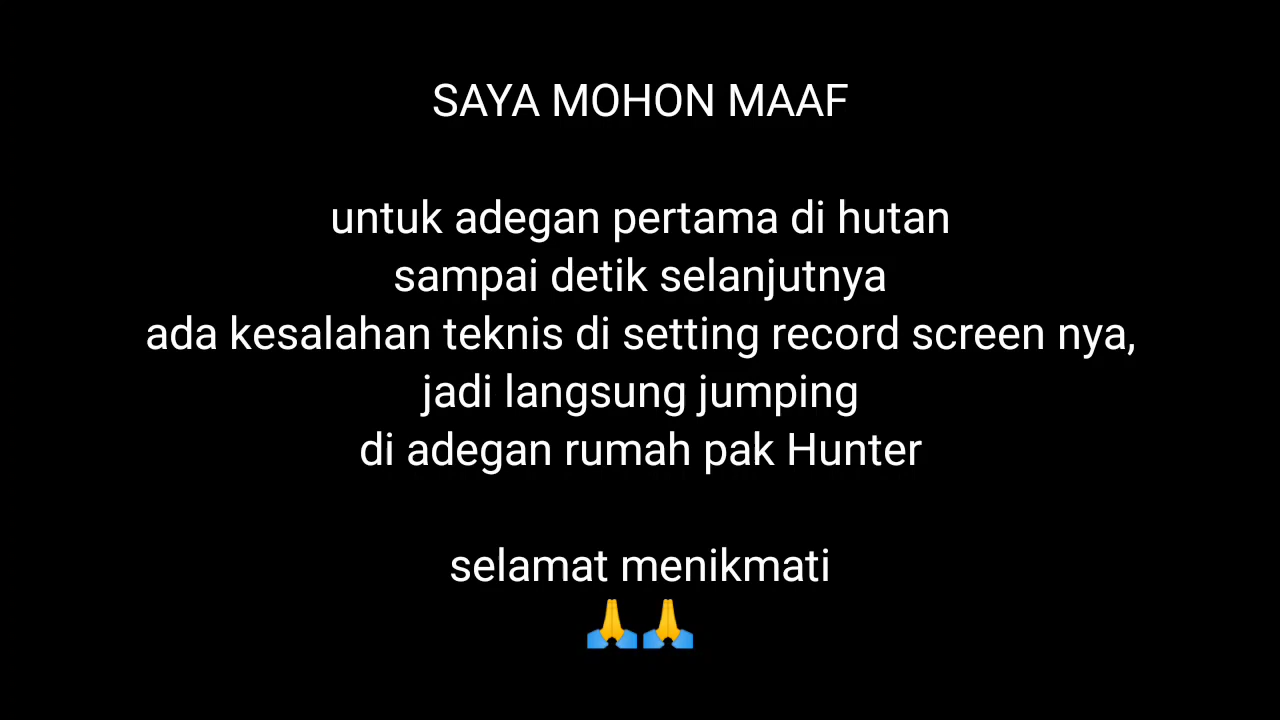 SAYA MOHON MAAF
untuk adegan pertama di hutan
sampai detik selanjutnya
ada kesalahan teknis di setting record screen nya,
jadi langsung jumping
di adegan rumah pak Hunter
selamat menikmati
🙏🙏